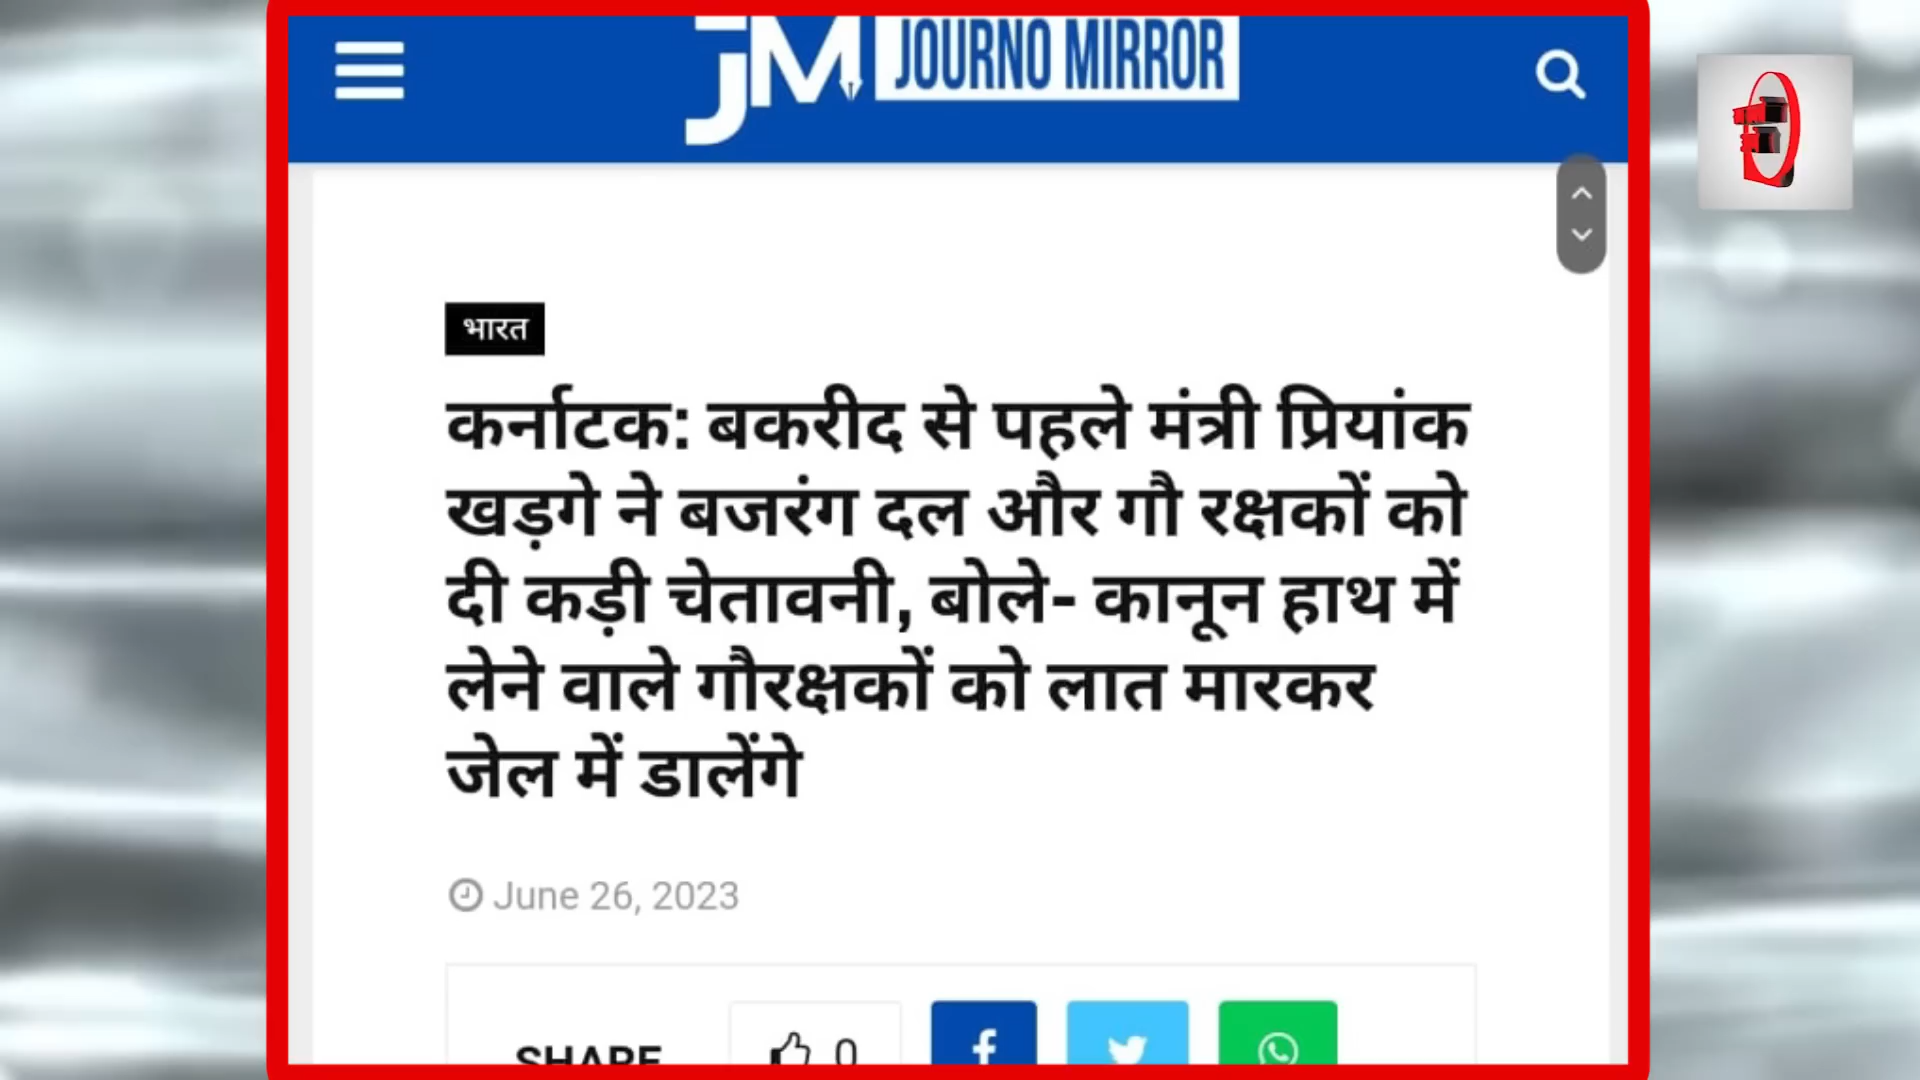 JM JOURNO MIRROR
भारत
कर्नाटक: बकरीद से पहले मंत्री प्रियांक
खड़गे ने बजरंग दल और गौ रक्षकों को
दी कड़ी चेतावनी, बोले- कानून हाथ में
लेने वाले गौरक्षकों को लात मारकर
जेल में डालेंगे
June 26, 2023
SHARE 0